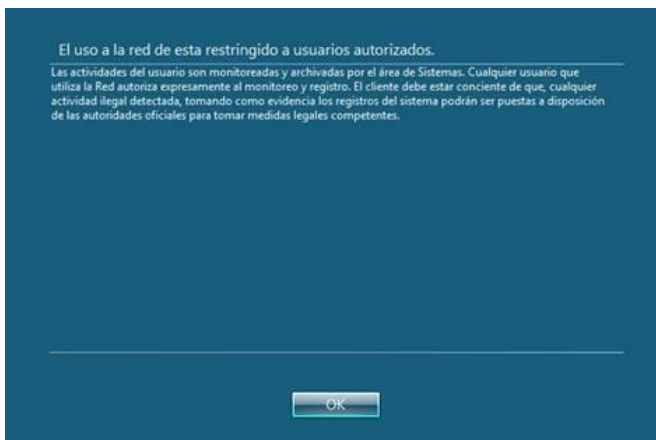 El uso a la red de esta restringido a usuarios autorizados.
Las actividades del usuario son monitoreadas y archivadas por el área de Sistemas. Cualquier usuario que
utiliza la Red autoriza expresamente al monitoreo y registro. El cliente debe estar conciente de que, cualquier
actividad ilegal detectada, tomando como evidencia los registros del sistema podrán ser puestas a disposición
de las autoridades oficiales para tomar medidas legales competentes.
OK